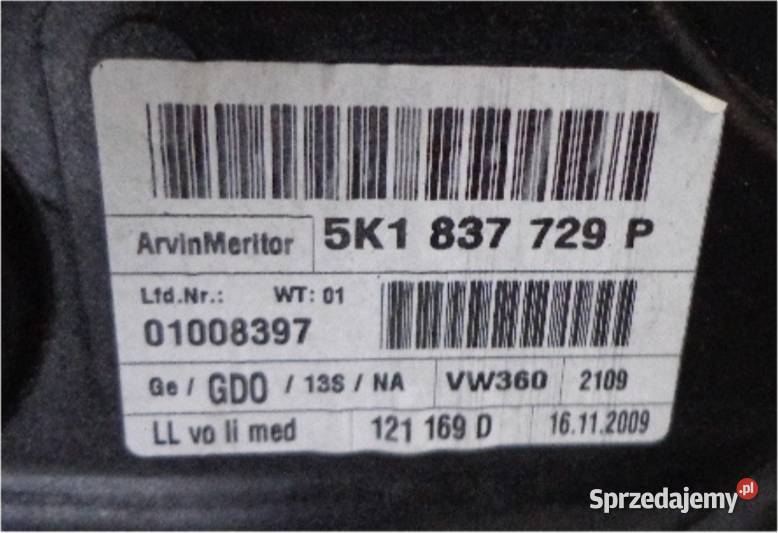 ArvinMeritor 5K1 837 729 P
Lfd.Nr.: WT: 01
01008397
Ge / GDO / 13S / NA VW360 2109
LL vo li med 121 169 D 16.11.2009
Sprzedajemy.pl